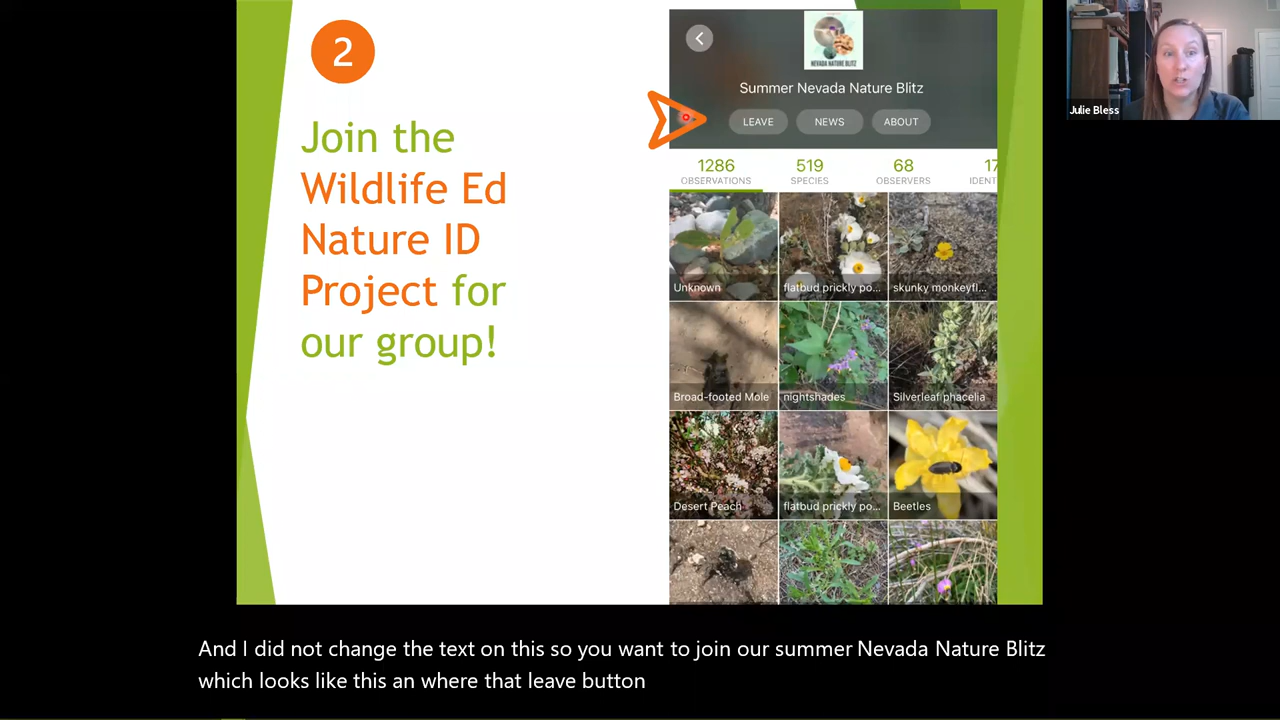 2
Join the
Wildlife Ed
Nature ID
Project for
our group!
NEVADA NATURE BLITZ
Summer Nevada Nature Blitz
LEAVE NEWS ABOUT
1286 519 68 17
OBSERVATIONS SPECIES OBSERVERS IDENT
Unknown flatbud prickly po... skunky monkeyfl...
Broad-footed Mole nightshades Silverleaf phacelia
Desert Peach flatbud prickly po... Beetles
Julie Bless
And I did not change the text on this so you want to join our summer Nevada Nature Blitz
which looks like this an where that leave button